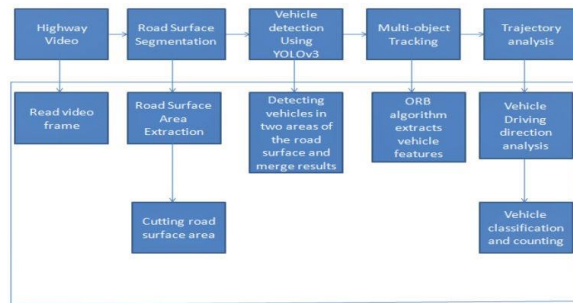 Highway
Video
Road Surface
Segmentation
Vehicle
detection
Using
YOLOv3
Multi-object
Tracking
Trajectory
analysis
Read video
frame
Road Surface
Area
Extraction
Detecting
vehicles in
two areas of
the road
surface and
merge results
ORB
algorithm
extracts
vehicle
features
Vehicle
Driving
direction
analysis
Cutting road
surface area
Vehicle
classification
and counting